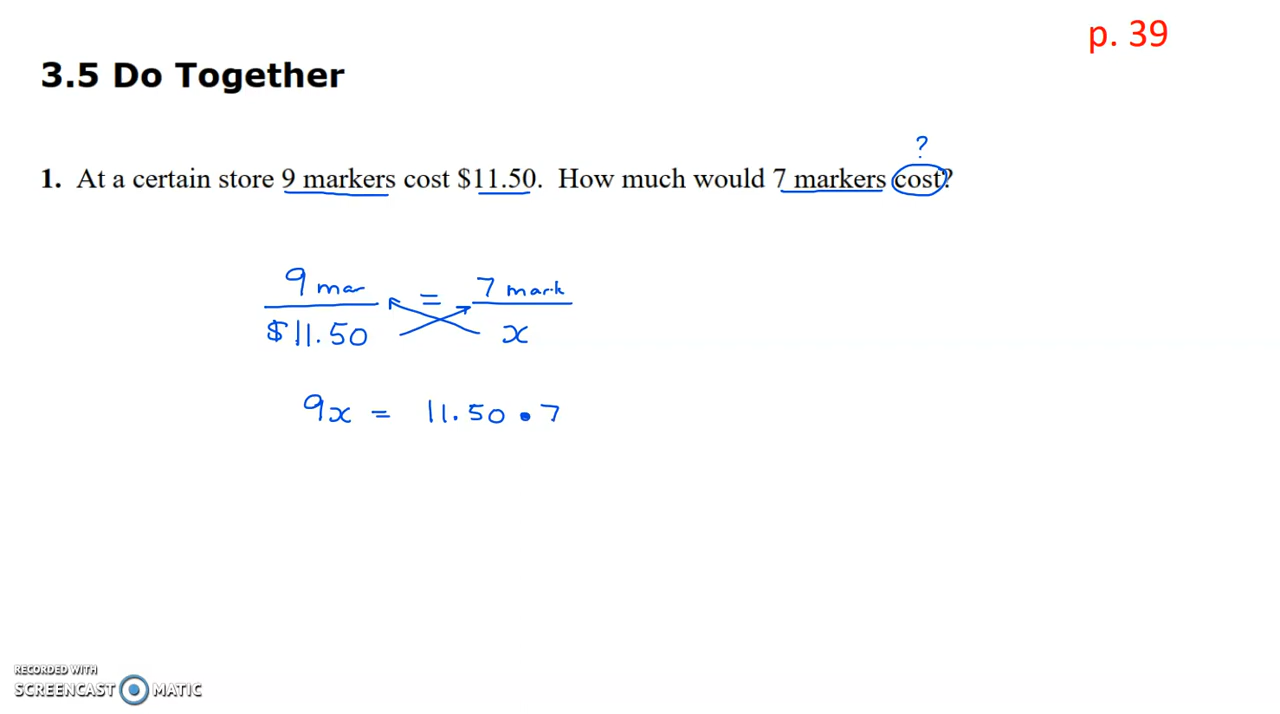 p. 39
3.5 Do Together
?
1. At a certain store 9 markers cost $11.50. How much would 7 markers cost?
9 mar = 7 mark
$11.50 x
9x = 11.50 • 7
RECORDED WITH
SCREENCAST MATIC